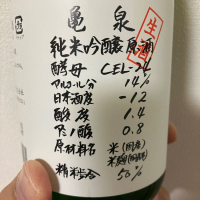 亀泉
生酒
純米吟醸原酒
酵母 CEL-24
アルコール分 14%
日本酒度 -12
酸度 1.4
アミノ酸 0.8
原材料名 米(国産)
米麹(国産米)
精米歩合 50%